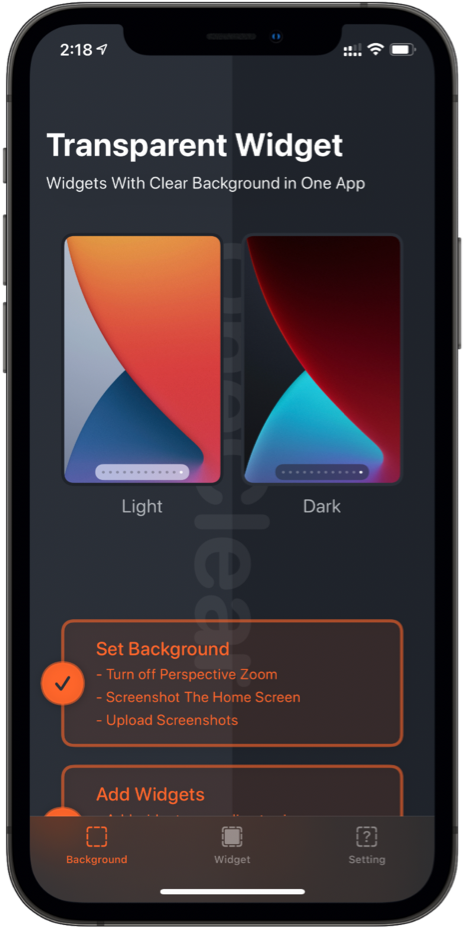 2:18
Transparent Widget
Widgets With Clear Background in One App
Light
Dark
Set Background
- Turn off Perspective Zoom
- Screenshot The Home Screen
- Upload Screenshots
Add Widgets
Background
Widget
Setting